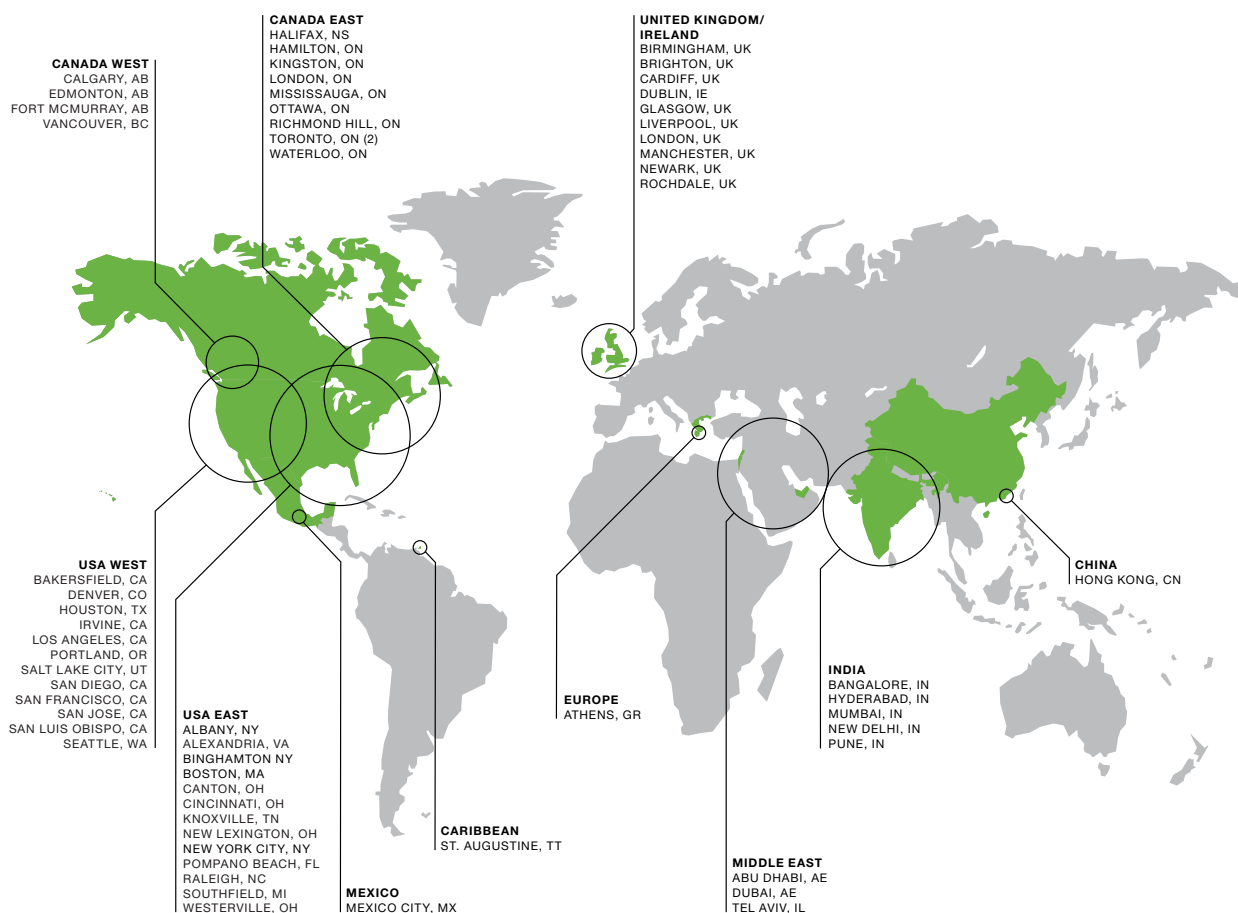 CANADA WEST
CALGARY, AB
EDMONTON, AB
FORT MCMURRAY, AB
VANCOUVER, BC
CANADA EAST
HALIFAX, NS
HAMILTON, ON
KINGSTON, ON
LONDON, ON
MISSISSAUGA, ON
OTTAWA, ON
RICHMOND HILL, ON
TORONTO, ON (2)
WATERLOO, ON
UNITED KINGDOM/
IRELAND
BIRMINGHAM, UK
BRIGHTON, UK
CARDIFF, UK
DUBLIN, IE
GLASGOW, UK
LIVERPOOL, UK
LONDON, UK
MANCHESTER, UK
NEWARK, UK
ROCHDALE, UK
USA WEST
BAKERSFIELD, CA
DENVER, CO
HOUSTON, TX
IRVINE, CA
LOS ANGELES, CA
PORTLAND, OR
SALT LAKE CITY, UT
SAN DIEGO, CA
SAN FRANCISCO, CA
SAN JOSE, CA
SAN LUIS OBISPO, CA
SEATTLE, WA
USA EAST
ALBANY, NY
ALEXANDRIA, VA
BINGHAMTON NY
BOSTON, MA
CANTON, OH
CINCINNATI, OH
KNOXVILLE, TN
NEW LEXINGTON, OH
NEW YORK CITY, NY
POMPANO BEACH, FL
RALEIGH, NC
SOUTHFIELD, MI
WESTERVILLE, OH
MEXICO
MEXICO CITY, MX
CARIBBEAN
ST. AUGUSTINE, TT
EUROPE
ATHENS, GR
MIDDLE EAST
ABU DHABI, AE
DUBAI, AE
TEL AVIV, IL
INDIA
BANGALORE, IN
HYDERABAD, IN
MUMBAI, IN
NEW DELHI, IN
PUNE, IN
CHINA
HONG KONG, CN